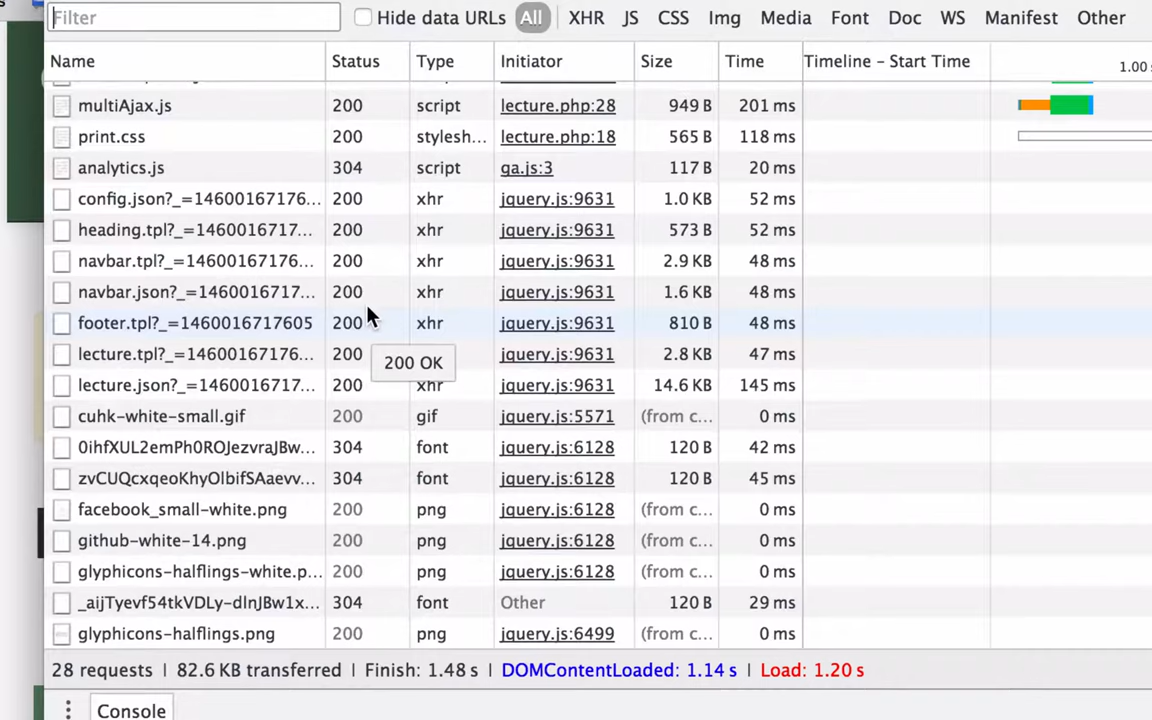 Filter Hide data URLs All XHR JS CSS Img Media Font Doc WS Manifest Other
Name Status Type Initiator Size Time Timeline – Start Time 1.00 s
multiAjax.js 200 script lecture.php:28 949 B 201 ms
print.css 200 stylesh... lecture.php:18 565 B 118 ms
analytics.js 304 script ga.js:3 117 B 20 ms
config.json?_=14600167176... 200 xhr jquery.js:9631 1.0 KB 52 ms
heading.tpl?_=1460016717... 200 xhr jquery.js:9631 573 B 52 ms
navbar.tpl?_=14600167176... 200 xhr jquery.js:9631 2.9 KB 48 ms
navbar.json?_=1460016717... 200 xhr jquery.js:9631 1.6 KB 48 ms
footer.tpl?_=1460016717605 200 xhr jquery.js:9631 810 B 48 ms
lecture.tpl?_=14600167176... 200 jquery.js:9631 2.8 KB 47 ms
200 OK
lecture.json?_=1460016717... 200 xhr jquery.js:9631 14.6 KB 145 ms
cuhk-white-small.gif 200 gif jquery.js:5571 (from c... 0 ms
0ihfXUL2emPh0ROJezvraJBw... 304 font jquery.js:6128 120 B 42 ms
zvCUQcxqeoKhyOlbifSAaevv... 304 font jquery.js:6128 120 B 45 ms
facebook_small-white.png 200 png jquery.js:6128 (from c... 0 ms
github-white-14.png 200 png jquery.js:6128 (from c... 0 ms
glyphicons-halflings-white.p... 200 png jquery.js:6128 (from c... 0 ms
_aijTyevf54tkVDLy-dlnJBw1x... 304 font Other 120 B 29 ms
glyphicons-halflings.png 200 png jquery.js:6499 (from c... 0 ms
28 requests | 82.6 KB transferred | Finish: 1.48 s | DOMContentLoaded: 1.14 s | Load: 1.20 s
Console